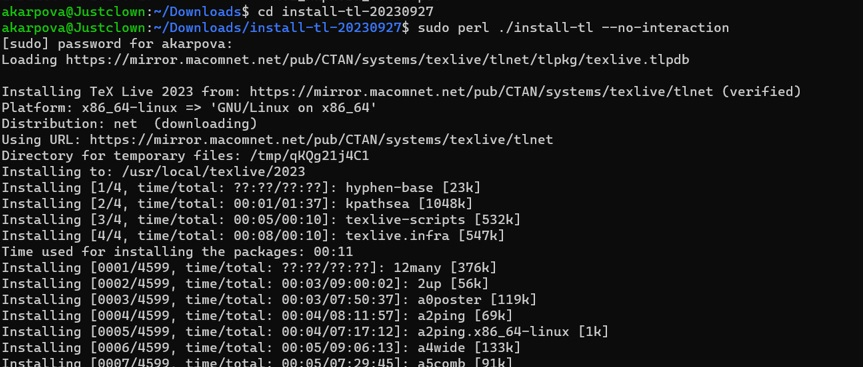 akarpova@Justclown:~/Downloads$ cd install-tl-20230927
akarpova@Justclown:~/Downloads/install-tl-20230927$ sudo perl ./install-tl --no-interaction
[sudo] password for akarpova:
Loading https://mirror.macomnet.net/pub/CTAN/systems/texlive/tlnet/tlpkg/texlive.tlpdb
Installing TeX Live 2023 from: https://mirror.macomnet.net/pub/CTAN/systems/texlive/tlnet (verified)
Platform: x86_64-linux => 'GNU/Linux on x86_64'
Distribution: net  (downloading)
Using URL: https://mirror.macomnet.net/pub/CTAN/systems/texlive/tlnet
Directory for temporary files: /tmp/qKQg21j4C1
Installing to: /usr/local/texlive/2023
Installing [1/4, time/total: ??:??/??:??]: hyphen-base [23k]
Installing [2/4, time/total: 00:01/01:37]: kpathsea [1048k]
Installing [3/4, time/total: 00:05/00:10]: texlive-scripts [532k]
Installing [4/4, time/total: 00:08/00:10]: texlive.infra [547k]
Time used for installing the packages: 00:11
Installing [0001/4599, time/total: ??:??/??:??]: 12many [376k]
Installing [0002/4599, time/total: 00:03/09:00:02]: 2up [56k]
Installing [0003/4599, time/total: 00:03/07:50:37]: a0poster [119k]
Installing [0004/4599, time/total: 00:04/08:11:57]: a2ping [69k]
Installing [0005/4599, time/total: 00:04/07:17:12]: a2ping.x86_64-linux [1k]
Installing [0006/4599, time/total: 00:05/09:06:13]: a4wide [133k]
Installing [0007/4599, time/total: 00:05/07:29:45]: a5comb [91k]